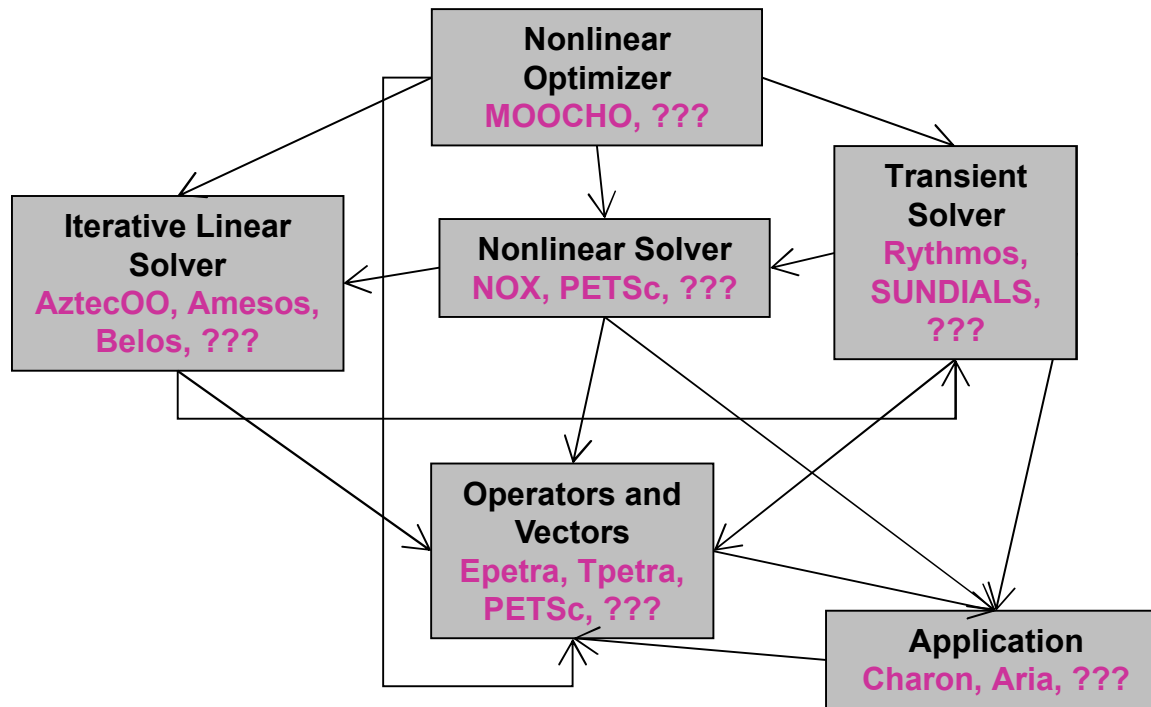 Nonlinear
Optimizer
MOOCHO, ???
Iterative Linear
Solver
AztecOO, Amesos,
Belos, ???
Nonlinear Solver
NOX, PETSc, ???
Transient
Solver
Rythmos,
SUNDIALS,
???
Operators and
Vectors
Epetra, Tpetra,
PETSc, ???
Application
Charon, Aria, ???